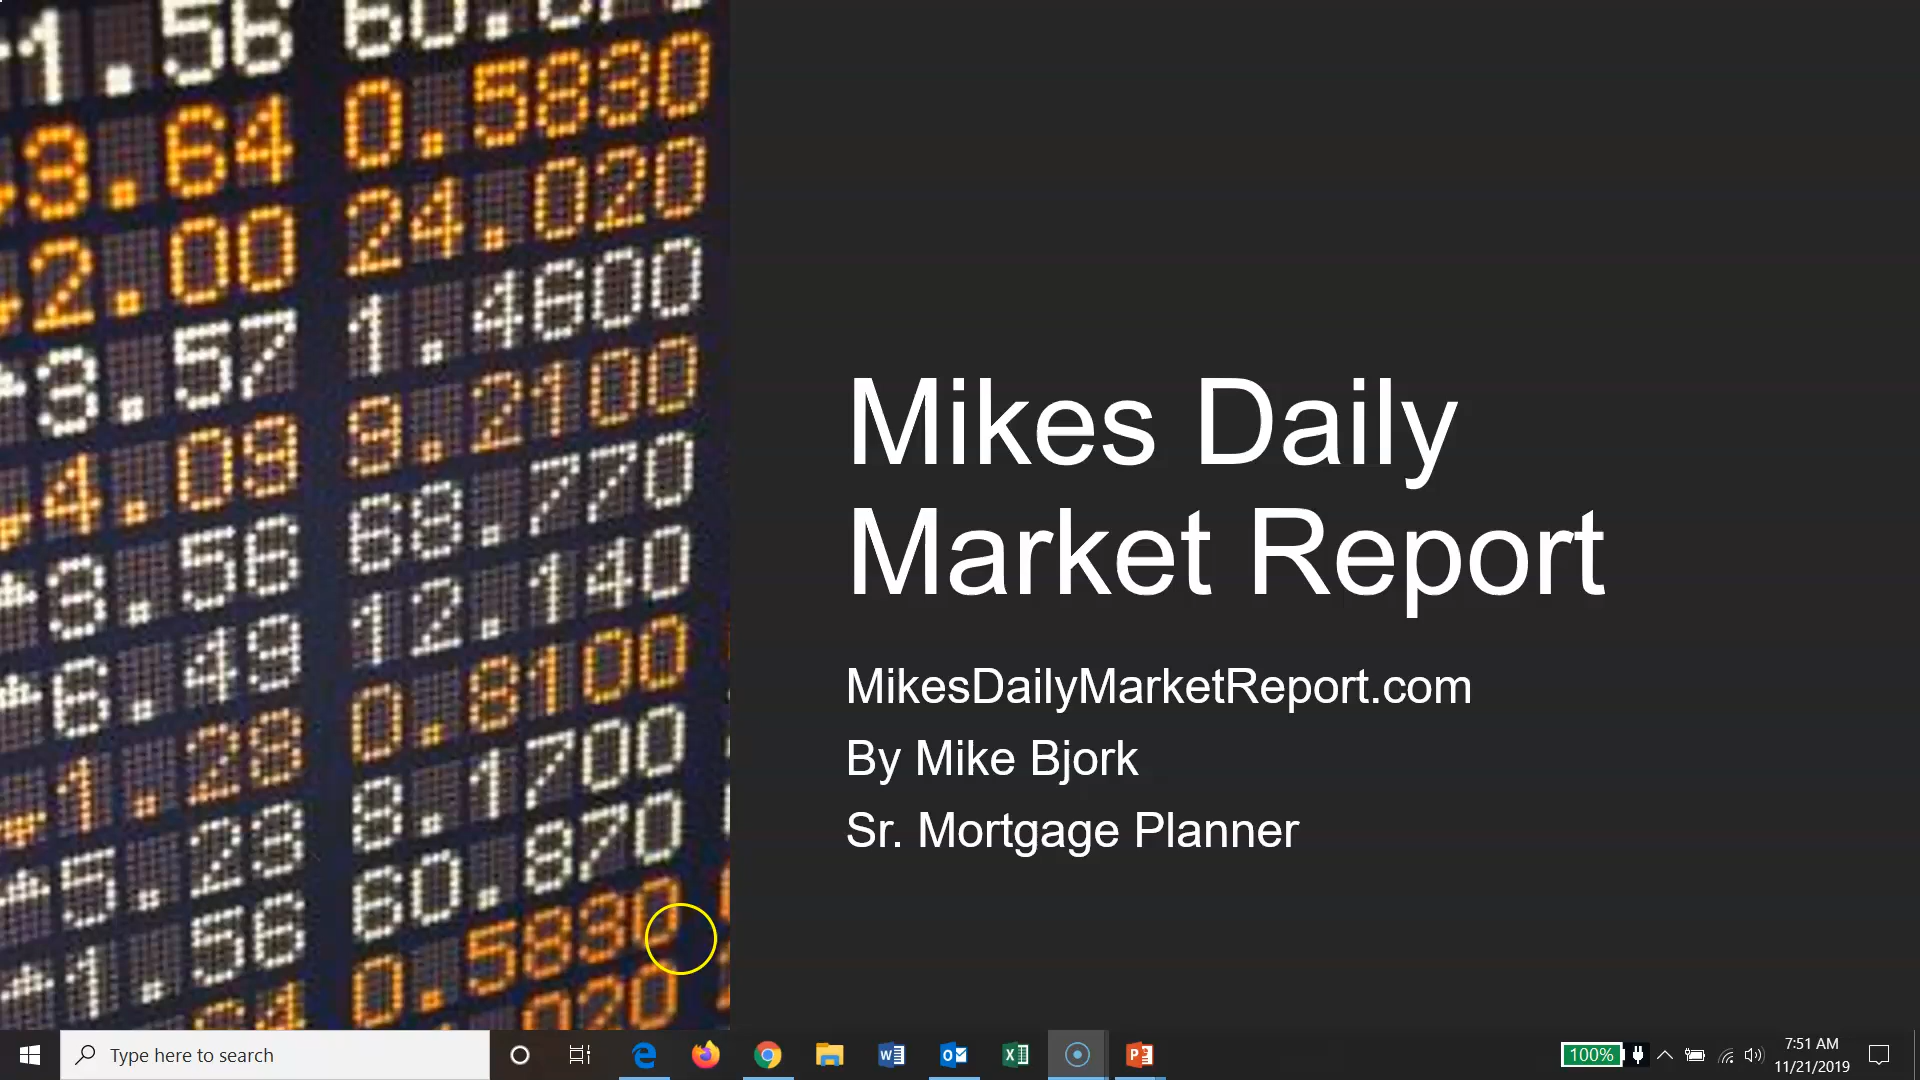 1.56 60.
3.64 0.5830
2.00 24.020
3.57 1.4600
4.09 9.2100
3.56 68.770
6.49 12.140
1.28 0.8100
5.28 8.1700
1.56 60.870
0.5830
020
Mikes Daily
Market Report
MikesDailyMarketReport.com
By Mike Bjork
Sr. Mortgage Planner
Type here to search
100%
7:51 AM
11/21/2019